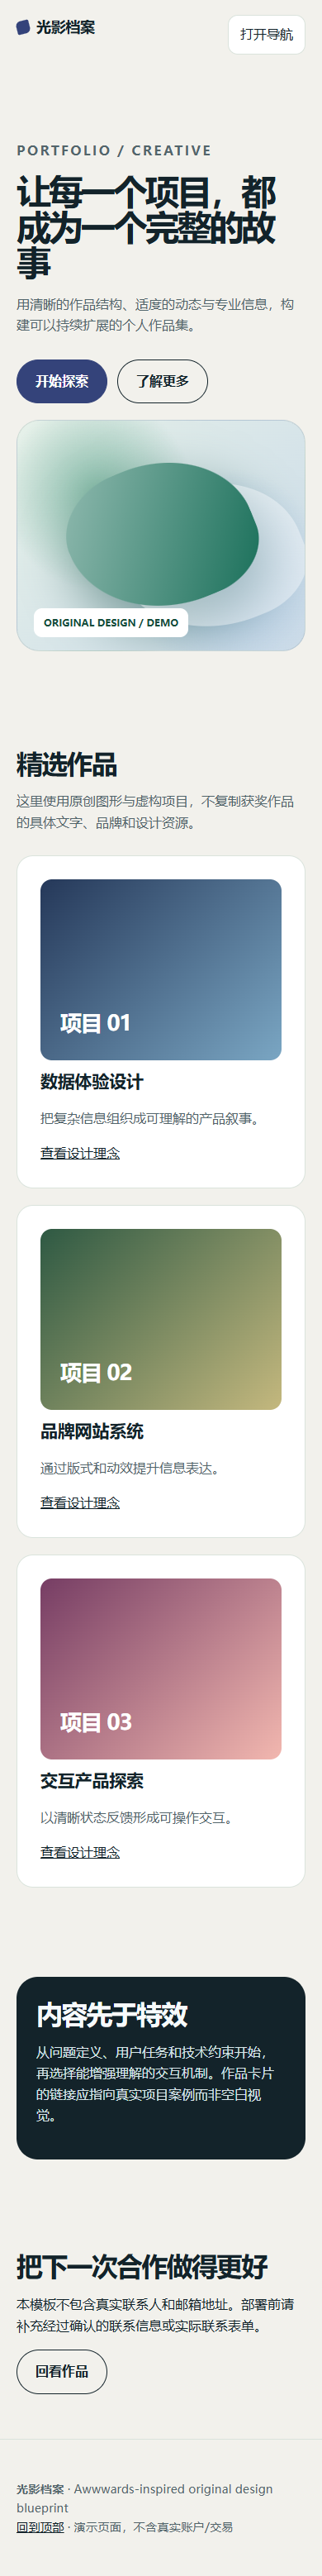 光影档案
打开导航
PORTFOLIO / CREATIVE
让每一个项目，都
成为一个完整的故
事
用清晰的作品结构、适度的动态与专业信息，构
建可以持续扩展的个人作品集。
开始探索
了解更多
ORIGINAL DESIGN / DEMO
精选作品
这里使用原创图形与虚构项目，不复制获奖作品
的具体文字、品牌和设计资源。
项目 01
数据体验设计
把复杂信息组织成可理解的产品叙事。
查看设计理念
项目 02
品牌网站系统
通过版式和动效提升信息表达。
查看设计理念
项目 03
交互产品探索
以清晰状态反馈形成可操作交互。
查看设计理念
内容先于特效
从问题定义、用户任务和技术约束开始，
再选择能增强理解的交互机制。作品卡片
的链接应指向真实项目案例而非空白视
觉。
把下一次合作做得更好
本模板不包含真实联系人和邮箱地址。部署前请
补充经过确认的联系信息或实际联系表单。
回看作品
光影档案 · Awwwards-inspired original design
blueprint
回到顶部 · 演示页面，不含真实账户/交易